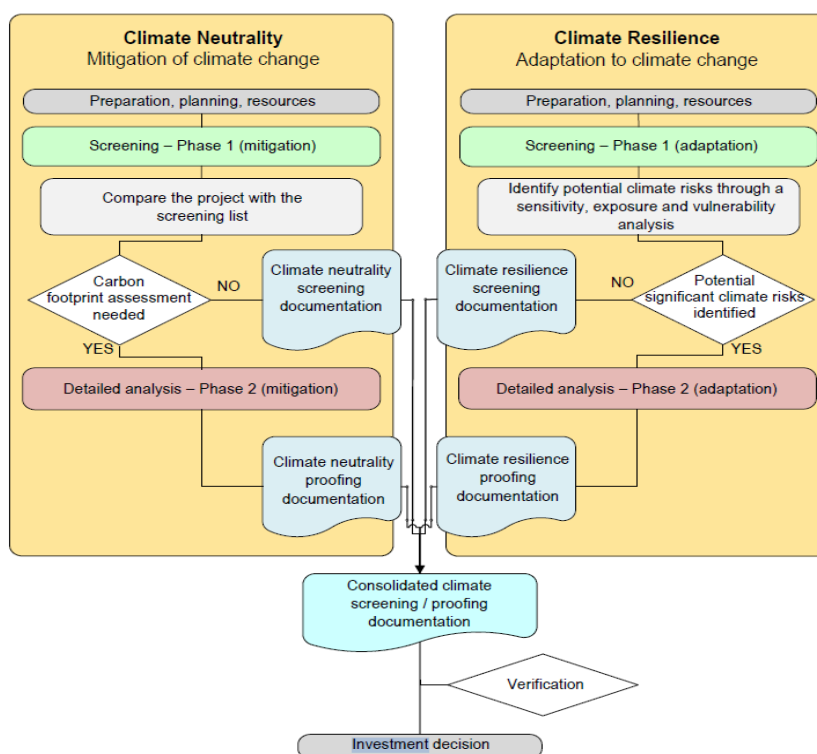 Climate Neutrality
Mitigation of climate change
Preparation, planning, resources
Screening – Phase 1 (mitigation)
Compare the project with the
screening list
Carbon
footprint assessment
needed
NO
YES
Climate neutrality
screening
documentation
Detailed analysis – Phase 2 (mitigation)
Climate neutrality
proofing
documentation
Climate Resilience
Adaptation to climate change
Preparation, planning, resources
Screening – Phase 1 (adaptation)
Identify potential climate risks through a
sensitivity, exposure and vulnerability
analysis
Potential
significant climate risks
identified
NO
YES
Climate resilience
screening
documentation
Detailed analysis – Phase 2 (adaptation)
Climate resilience
proofing
documentation
Consolidated climate
screening / proofing
documentation
Verification
Investment decision